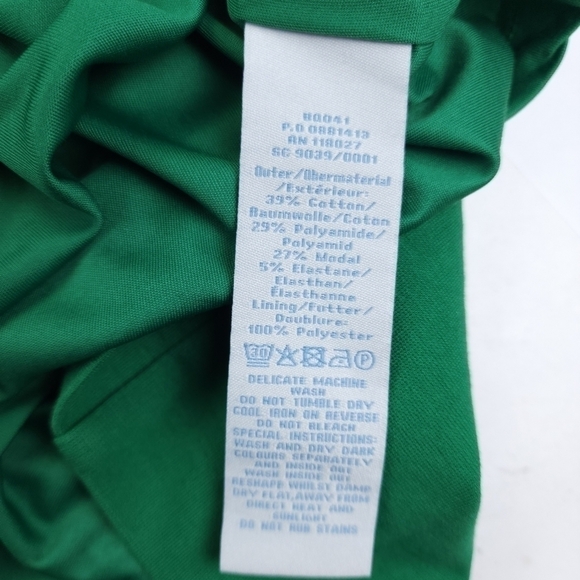 UQ041
P.O 0881413
AN 118027
SG 9039/0001
Outer/Obermaterial
/Extérieur:
39% Cotton/
Baumwolle/Coton
29% Polyamide/
Polyamid
27% Modal
5% Elastane/
Elasthan/
Élasthanne
Lining/Futter/
Doublure:
100% Polyester
30 P
DELICATE MACHINE
WASH
DO NOT TUMBLE DRY
COOL IRON ON REVERSE
DO NOT BLEACH
SPECIAL INSTRUCTIONS:
WASH AND DRY DARK
COLOURS SEPARATELY
AND INSIDE OUT
WASH INSIDE OUT
RESHAPE WHILST DAMP
DRY FLAT,AWAY FROM
DIRECT HEAT AND
SUNLIGHT
DO NOT RUB STAINS